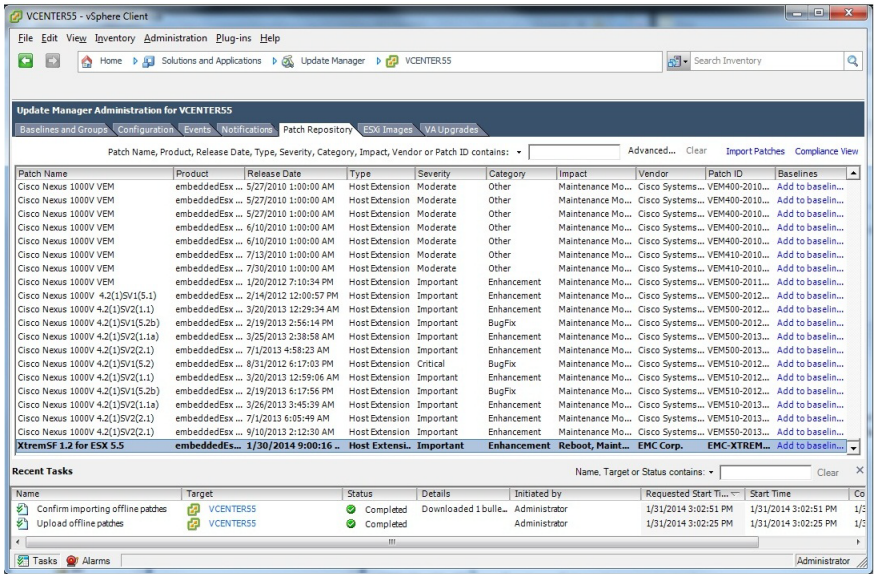 VCENTER55 - vSphere Client
File Edit View Inventory Administration Plug-ins Help
Home Solutions and Applications Update Manager VCENTER55 Search Inventory
Update Manager Administration for VCENTER55
Baselines and Groups Configuration Events Notifications Patch Repository ESXi Images VA Upgrades
Patch Name, Product, Release Date, Type, Severity, Category, Impact, Vendor or Patch ID contains: Advanced... Clear Import Patches Compliance View
Patch Name Product Release Date Type Severity Category Impact Vendor Patch ID Baselines
Cisco Nexus 1000V VEM embeddedEsx ... 5/27/2010 1:00:00 AM Host Extension Moderate Other Maintenance Mo... Cisco Systems... VEM400-2010... Add to baselin...
Cisco Nexus 1000V VEM embeddedEsx ... 5/27/2010 1:00:00 AM Host Extension Moderate Other Maintenance Mo... Cisco Systems... VEM400-2010... Add to baselin...
Cisco Nexus 1000V VEM embeddedEsx ... 5/27/2010 1:00:00 AM Host Extension Moderate Other Maintenance Mo... Cisco Systems... VEM400-2010... Add to baselin...
Cisco Nexus 1000V VEM embeddedEsx ... 6/10/2010 1:00:00 AM Host Extension Moderate Other Maintenance Mo... Cisco Systems... VEM400-2010... Add to baselin...
Cisco Nexus 1000V VEM embeddedEsx ... 6/10/2010 1:00:00 AM Host Extension Moderate Other Maintenance Mo... Cisco Systems... VEM400-2010... Add to baselin...
Cisco Nexus 1000V VEM embeddedEsx ... 7/13/2010 1:00:00 AM Host Extension Moderate Other Maintenance Mo... Cisco Systems... VEM410-2010... Add to baselin...
Cisco Nexus 1000V VEM embeddedEsx ... 7/30/2010 1:00:00 AM Host Extension Moderate Other Maintenance Mo... Cisco Systems... VEM410-2010... Add to baselin...
Cisco Nexus 1000V VEM embeddedEsx ... 1/20/2012 7:10:34 PM Host Extension Important Enhancement Maintenance Mo... Cisco Systems... VEM500-2011... Add to baselin...
Cisco Nexus 1000V 4.2(1)SV1(5.1) embeddedEsx ... 2/14/2012 12:00:57 PM Host Extension Important Enhancement Maintenance Mo... Cisco Systems... VEM500-2012... Add to baselin...
Cisco Nexus 1000V 4.2(1)SV2(1.1) embeddedEsx ... 3/20/2013 12:29:34 AM Host Extension Important Enhancement Maintenance Mo... Cisco Systems... VEM500-2012... Add to baselin...
Cisco Nexus 1000V 4.2(1)SV1(5.2b) embeddedEsx ... 2/19/2013 2:56:14 PM Host Extension Important BugFix Maintenance Mo... Cisco Systems... VEM500-2012... Add to baselin...
Cisco Nexus 1000V 4.2(1)SV2(1.1a) embeddedEsx ... 3/25/2013 2:38:58 AM Host Extension Important Enhancement Maintenance Mo... Cisco Systems... VEM500-2013... Add to baselin...
Cisco Nexus 1000V 4.2(1)SV2(2.1) embeddedEsx ... 7/1/2013 4:58:23 AM Host Extension Important Enhancement Maintenance Mo... Cisco Systems... VEM500-2013... Add to baselin...
Cisco Nexus 1000V 4.2(1)SV1(5.2) embeddedEsx ... 8/31/2012 6:17:03 PM Host Extension Critical BugFix Maintenance Mo... Cisco Systems... VEM510-2012... Add to baselin...
Cisco Nexus 1000V 4.2(1)SV2(1.1) embeddedEsx ... 3/20/2013 12:59:06 AM Host Extension Important Enhancement Maintenance Mo... Cisco Systems... VEM510-2012... Add to baselin...
Cisco Nexus 1000V 4.2(1)SV1(5.2b) embeddedEsx ... 2/19/2013 6:17:56 PM Host Extension Important BugFix Maintenance Mo... Cisco Systems... VEM510-2012... Add to baselin...
Cisco Nexus 1000V 4.2(1)SV2(1.1a) embeddedEsx ... 3/26/2013 3:45:39 AM Host Extension Important Enhancement Maintenance Mo... Cisco Systems... VEM510-2013... Add to baselin...
Cisco Nexus 1000V 4.2(1)SV2(2.1) embeddedEsx ... 7/1/2013 6:05:49 AM Host Extension Important Enhancement Maintenance Mo... Cisco Systems... VEM510-2013... Add to baselin...
Cisco Nexus 1000V 4.2(1)SV2(2.1) embeddedEsx ... 9/10/2013 2:12:30 AM Host Extension Important Enhancement Maintenance Mo... Cisco Systems... VEM550-2013... Add to baselin...
XtremSF 1.2 for ESX 5.5 embeddedEs... 1/30/2014 9:00:16 .. Host Extensi.. Important Enhancement Reboot, Maint... EMC Corp. EMC-XTREM... Add to baselin...
Recent Tasks Name, Target or Status contains: Clear
Name Target Status Details Initiated by Requested Start Ti... Start Time Co
Confirm importing offline patches VCENTER55 Completed Downloaded 1 bulle... Administrator 1/31/2014 3:02:51 PM 1/31/2014 3:02:51 PM 1/3
Upload offline patches VCENTER55 Completed Administrator 1/31/2014 3:02:25 PM 1/31/2014 3:02:25 PM 1/3
Tasks Alarms Administrator